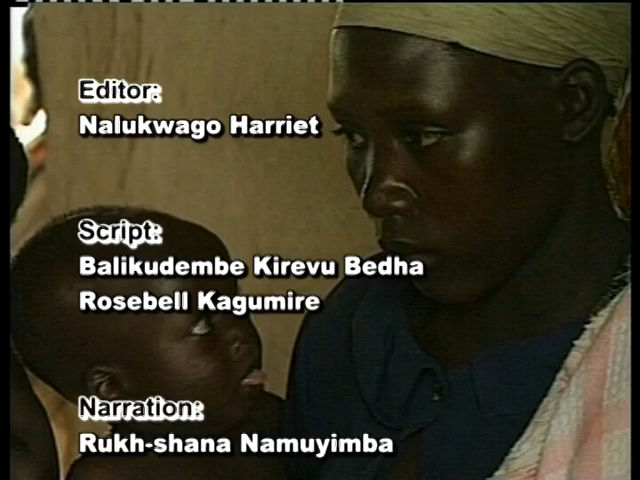 Editor:
Nalukwago Harriet
Script:
Balikudembe Kirevu Bedha
Rosebell Kagumire
Narration:
Rukh-shana Namuyimba